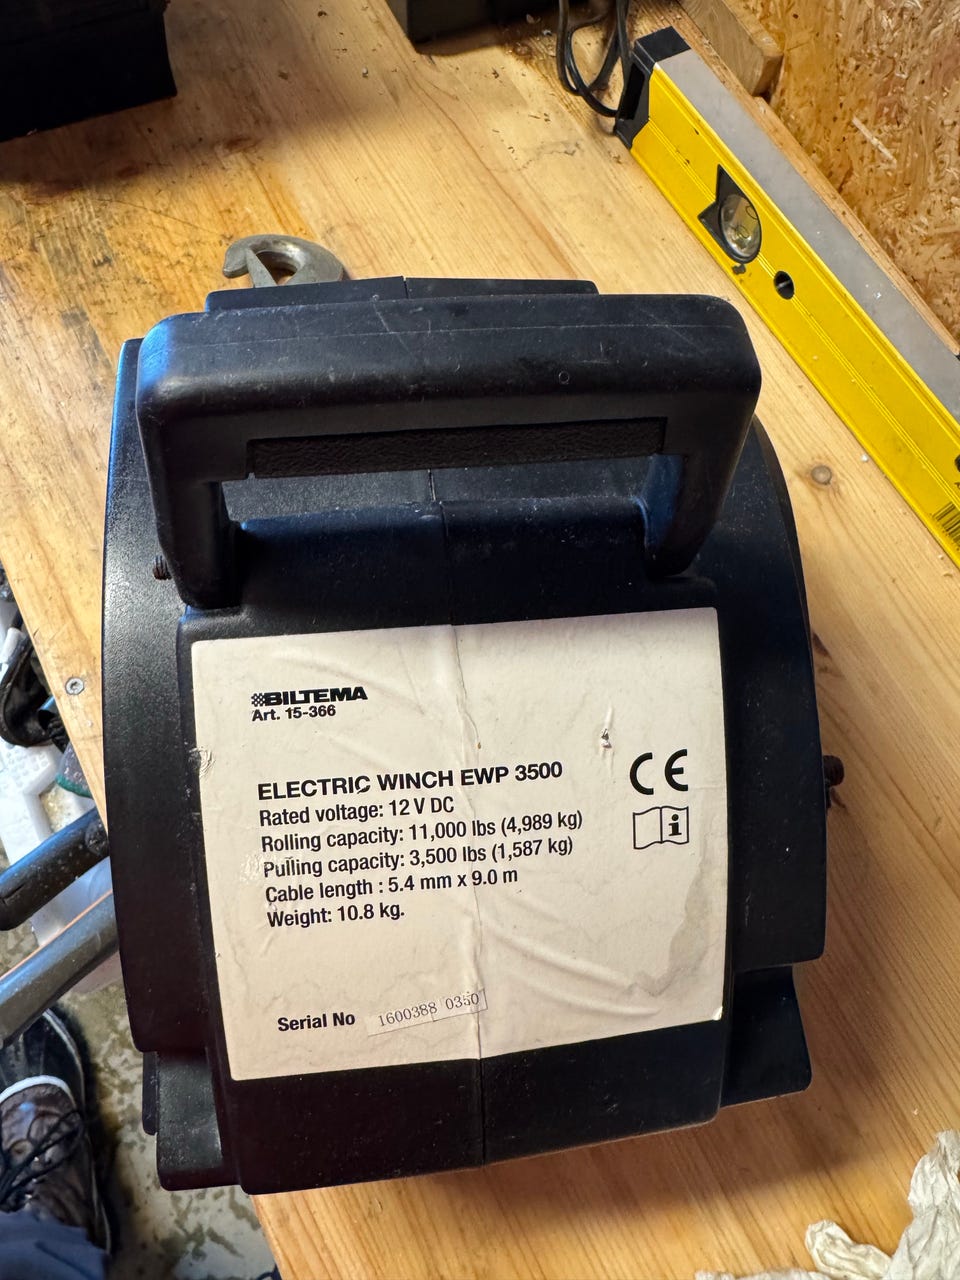 BILTEMA
Art. 15-366
ELECTRIC WINCH EWP 3500
Rated voltage: 12 V DC
Rolling capacity: 11,000 lbs (4,989 kg)
Pulling capacity: 3,500 lbs (1,587 kg)
Cable length : 5.4 mm x 9.0 m
Weight: 10.8 kg.
CE
i
Serial No 1600388 0350